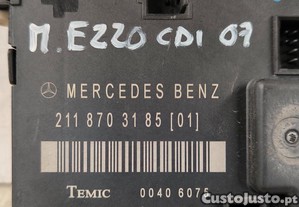 M. E220 CDI 07
MERCEDES BENZ
211 870 31 85 [01]
TEMIC 0040 6075
CustoJusto.pt